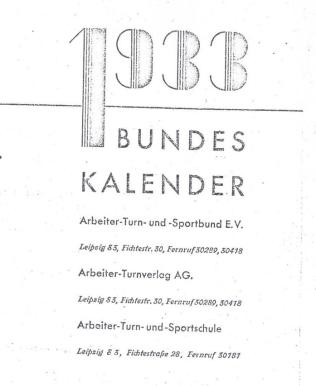 1933
BUNDES
KALENDER
Arbeiter-Turn- und -Sportbund E.V.
Leipzig S 3, Fichtestr. 30, Fernruf 30289, 30418
Arbeiter-Turnverlag AG.
Leipzig S 3, Fichtestr. 30, Fernruf 30289, 30418
Arbeiter-Turn- und -Sportschule
Leipzig S 3, Fichtestraße 28, Fernruf 30787